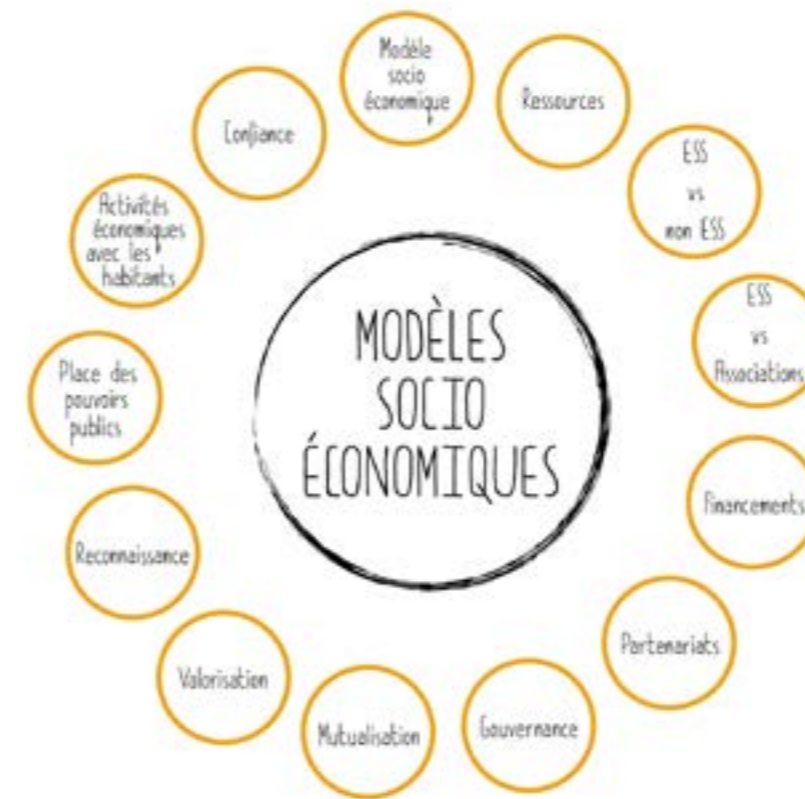 MODÈLES
SOCIO
ÉCONOMIQUES
Modèle
socio
économique
Ressources
ESS
vs
non ESS
ESS
vs
Associations
Financements
Partenariats
Gouvernance
Mutualisation
Valorisation
Reconnaissance
Place des
pouvoirs
publics
Activités
économiques
avec les
habitants
Confiance